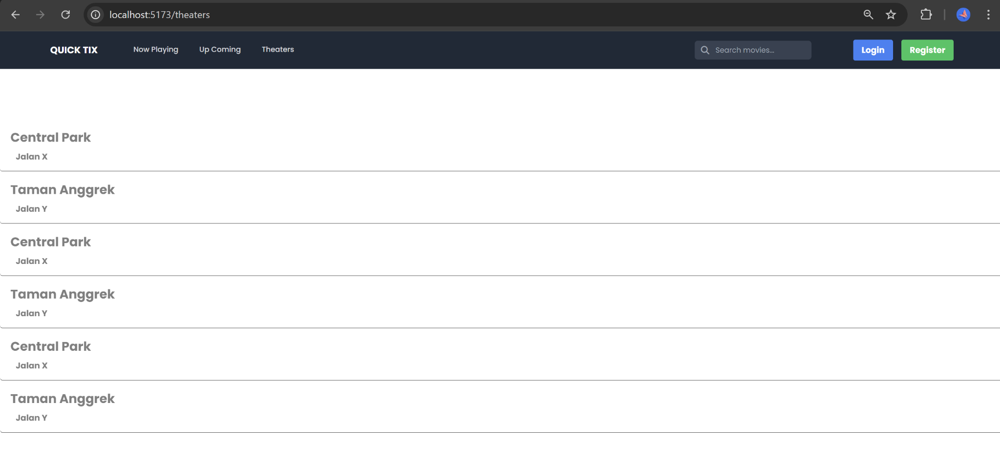 localhost:5173/theaters
QUICK TIX Now Playing Up Coming Theaters Search movies... Login Register
Central Park
Jalan X
Taman Anggrek
Jalan Y
Central Park
Jalan X
Taman Anggrek
Jalan Y
Central Park
Jalan X
Taman Anggrek
Jalan Y